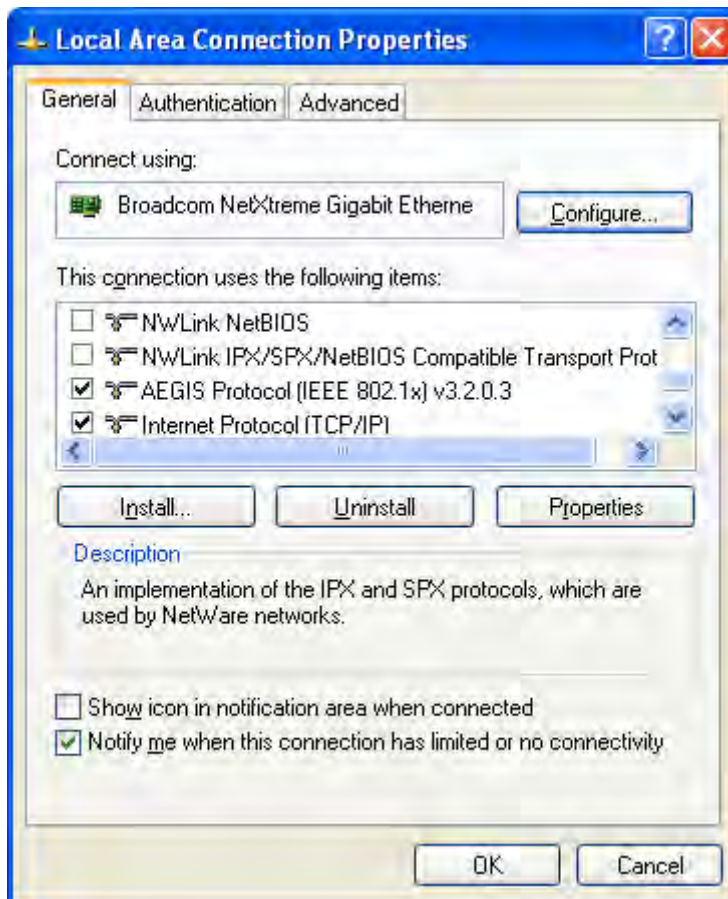 Local Area Connection Properties
General Authentication Advanced
Connect using:
Broadcom NetXtreme Gigabit Etherne
Configure...
This connection uses the following items:
NWLink NetBIOS
NWLink IPX/SPX/NetBIOS Compatible Transport Prot
AEGIS Protocol (IEEE 802.1x) v3.2.0.3
Internet Protocol (TCP/IP)
Install... Uninstall Properties
Description
An implementation of the IPX and SPX protocols, which are
used by NetWare networks.
Show icon in notification area when connected
Notify me when this connection has limited or no connectivity
OK Cancel